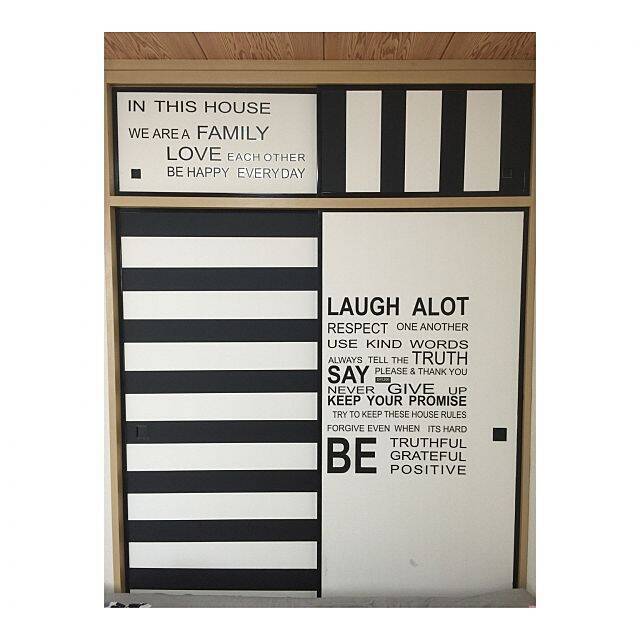 IN THIS HOUSE
WE ARE A FAMILY
LOVE EACH OTHER
BE HAPPY EVERYDAY
LAUGH ALOT
RESPECT ONE ANOTHER
USE KIND WORDS
ALWAYS TELL THE TRUTH
SAY PLEASE & THANK YOU
NEVER GIVE UP
KEEP YOUR PROMISE
TRY TO KEEP THESE HOUSE RULES
FORGIVE EVEN WHEN ITS HARD
BE TRUTHFUL
GRATEFUL
POSITIVE